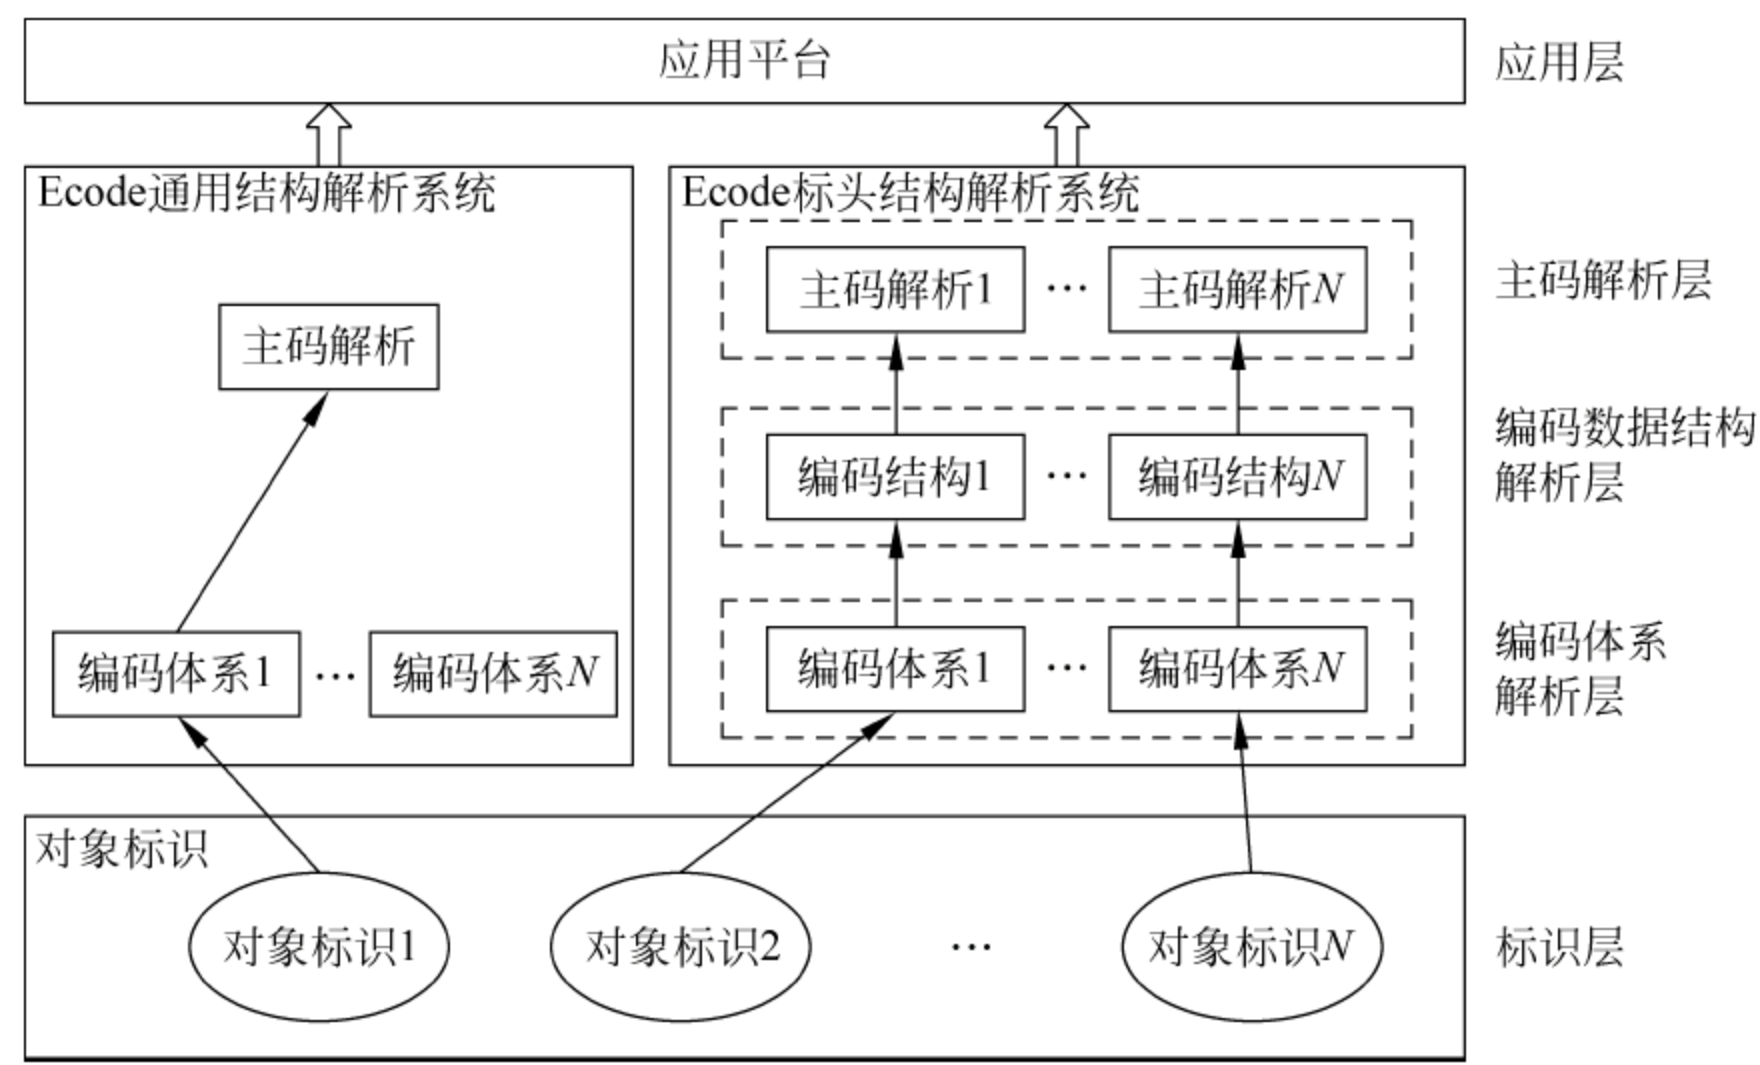 应用平台
应用层
Ecode通用结构解析系统
Ecode标头结构解析系统
主码解析1
…
主码解析N
主码解析层
主码解析
编码结构1
…
编码结构N
编码数据结构
解析层
编码体系1
…
编码体系N
编码体系1
…
编码体系N
编码体系
解析层
对象标识
对象标识1
对象标识2
…
对象标识N
标识层